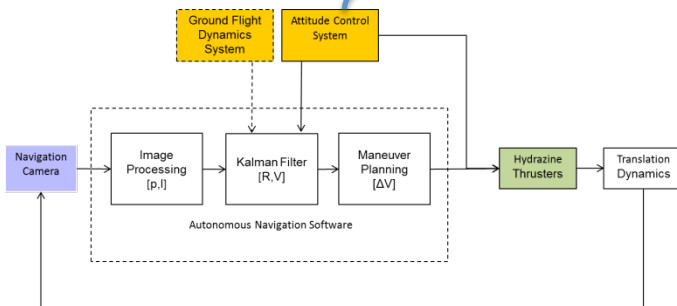 Ground Flight
Dynamics
System
Attitude Control
System
Navigation
Camera
Image
Processing
[p,l]
Kalman Filter
[R,V]
Maneuver
Planning
[ΔV]
Hydrazine
Thrusters
Translation
Dynamics
Autonomous Navigation Software